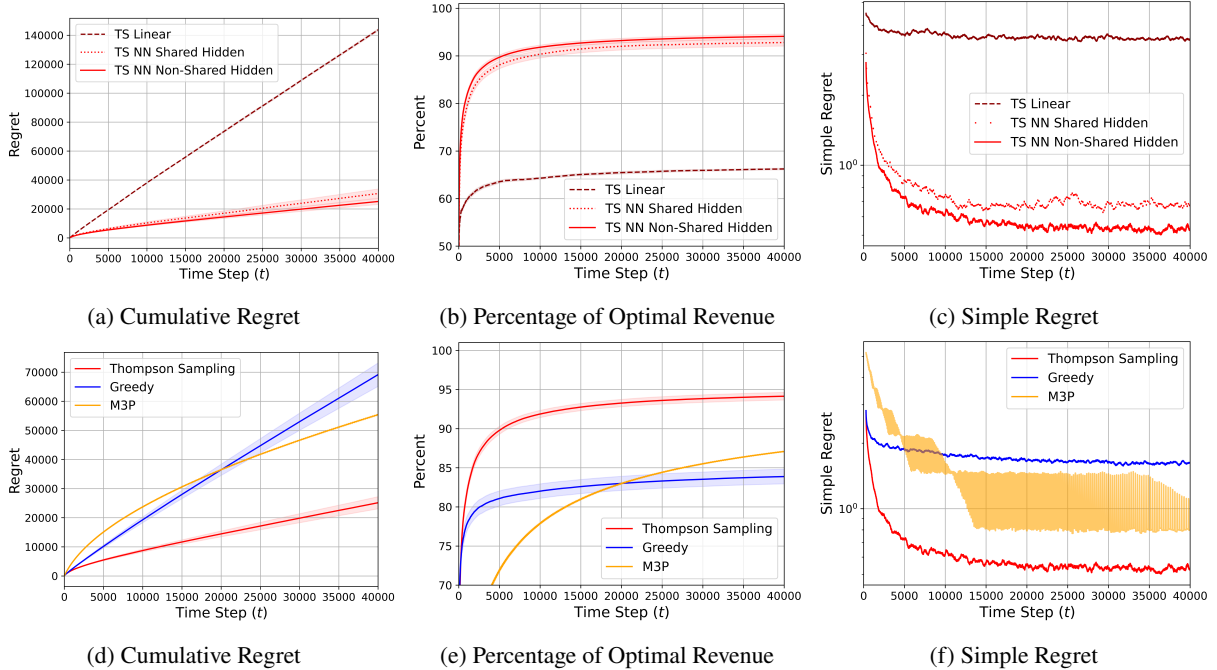 140000
120000
100000
80000
60000
40000
20000
0
Regret
TS Linear
TS NN Shared Hidden
TS NN Non-Shared Hidden
0 5000 10000 15000 20000 25000 30000 35000 40000
Time Step (t)
(a) Cumulative Regret
100
90
80
70
60
50
Percent
TS Linear
TS NN Shared Hidden
TS NN Non-Shared Hidden
0 5000 10000 15000 20000 25000 30000 35000 40000
Time Step (t)
(b) Percentage of Optimal Revenue
10⁰
Simple Regret
TS Linear
TS NN Shared Hidden
TS NN Non-Shared Hidden
0 5000 10000 15000 20000 25000 30000 35000 40000
Time Step (t)
(c) Simple Regret
70000
60000
50000
40000
30000
20000
10000
0
Regret
Thompson Sampling
Greedy
M3P
0 5000 10000 15000 20000 25000 30000 35000 40000
Time Step (t)
(d) Cumulative Regret
100
95
90
85
80
75
70
Percent
Thompson Sampling
Greedy
M3P
0 5000 10000 15000 20000 25000 30000 35000 40000
Time Step (t)
(e) Percentage of Optimal Revenue
10⁰
Simple Regret
Thompson Sampling
Greedy
M3P
0 5000 10000 15000 20000 25000 30000 35000 40000
Time Step (t)
(f) Simple Regret